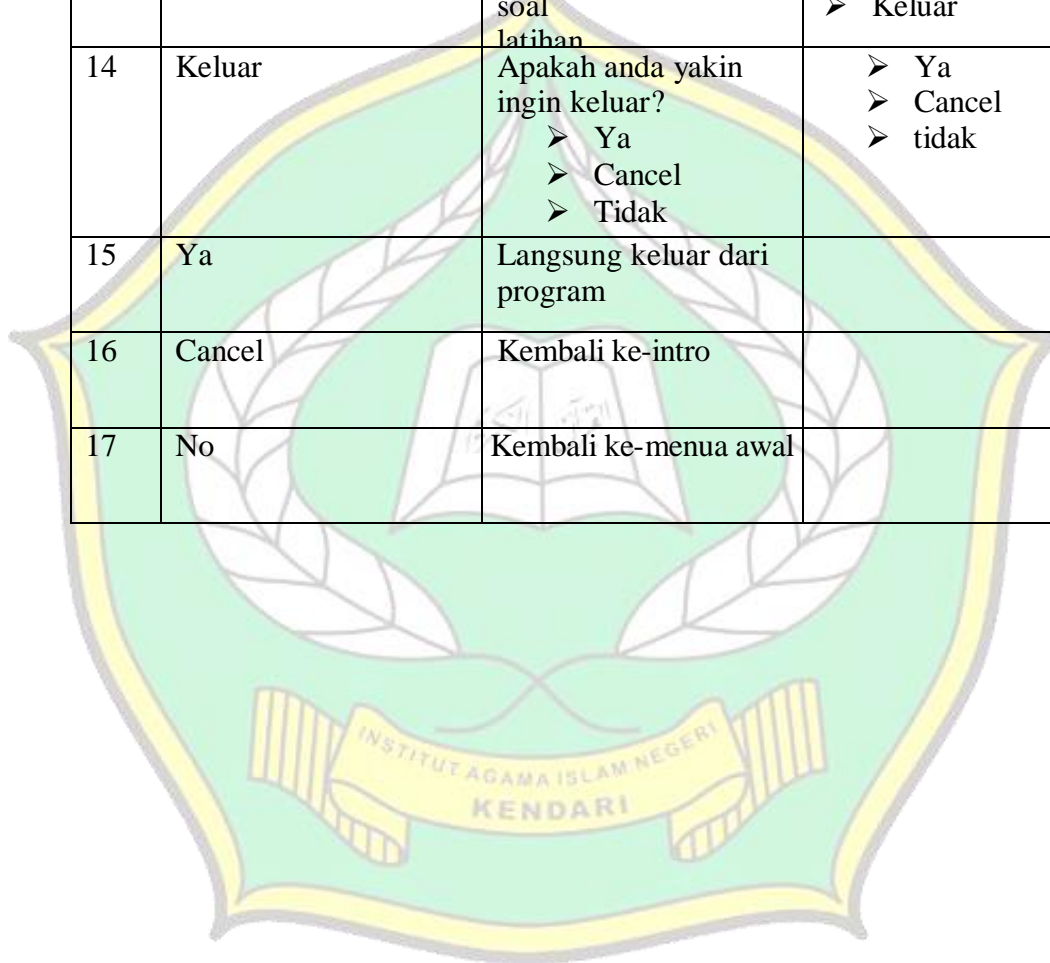 soal
➢ Keluar
latihan
14 Keluar Apakah anda yakin ➢ Ya
ingin keluar? ➢ Cancel
➢ Ya ➢ tidak
➢ Cancel
➢ Tidak
15 Ya Langsung keluar dari
program
16 Cancel Kembali ke-intro
17 No Kembali ke-menua awal
INSTITUT AGAMA ISLAM NEGERI
KENDARI